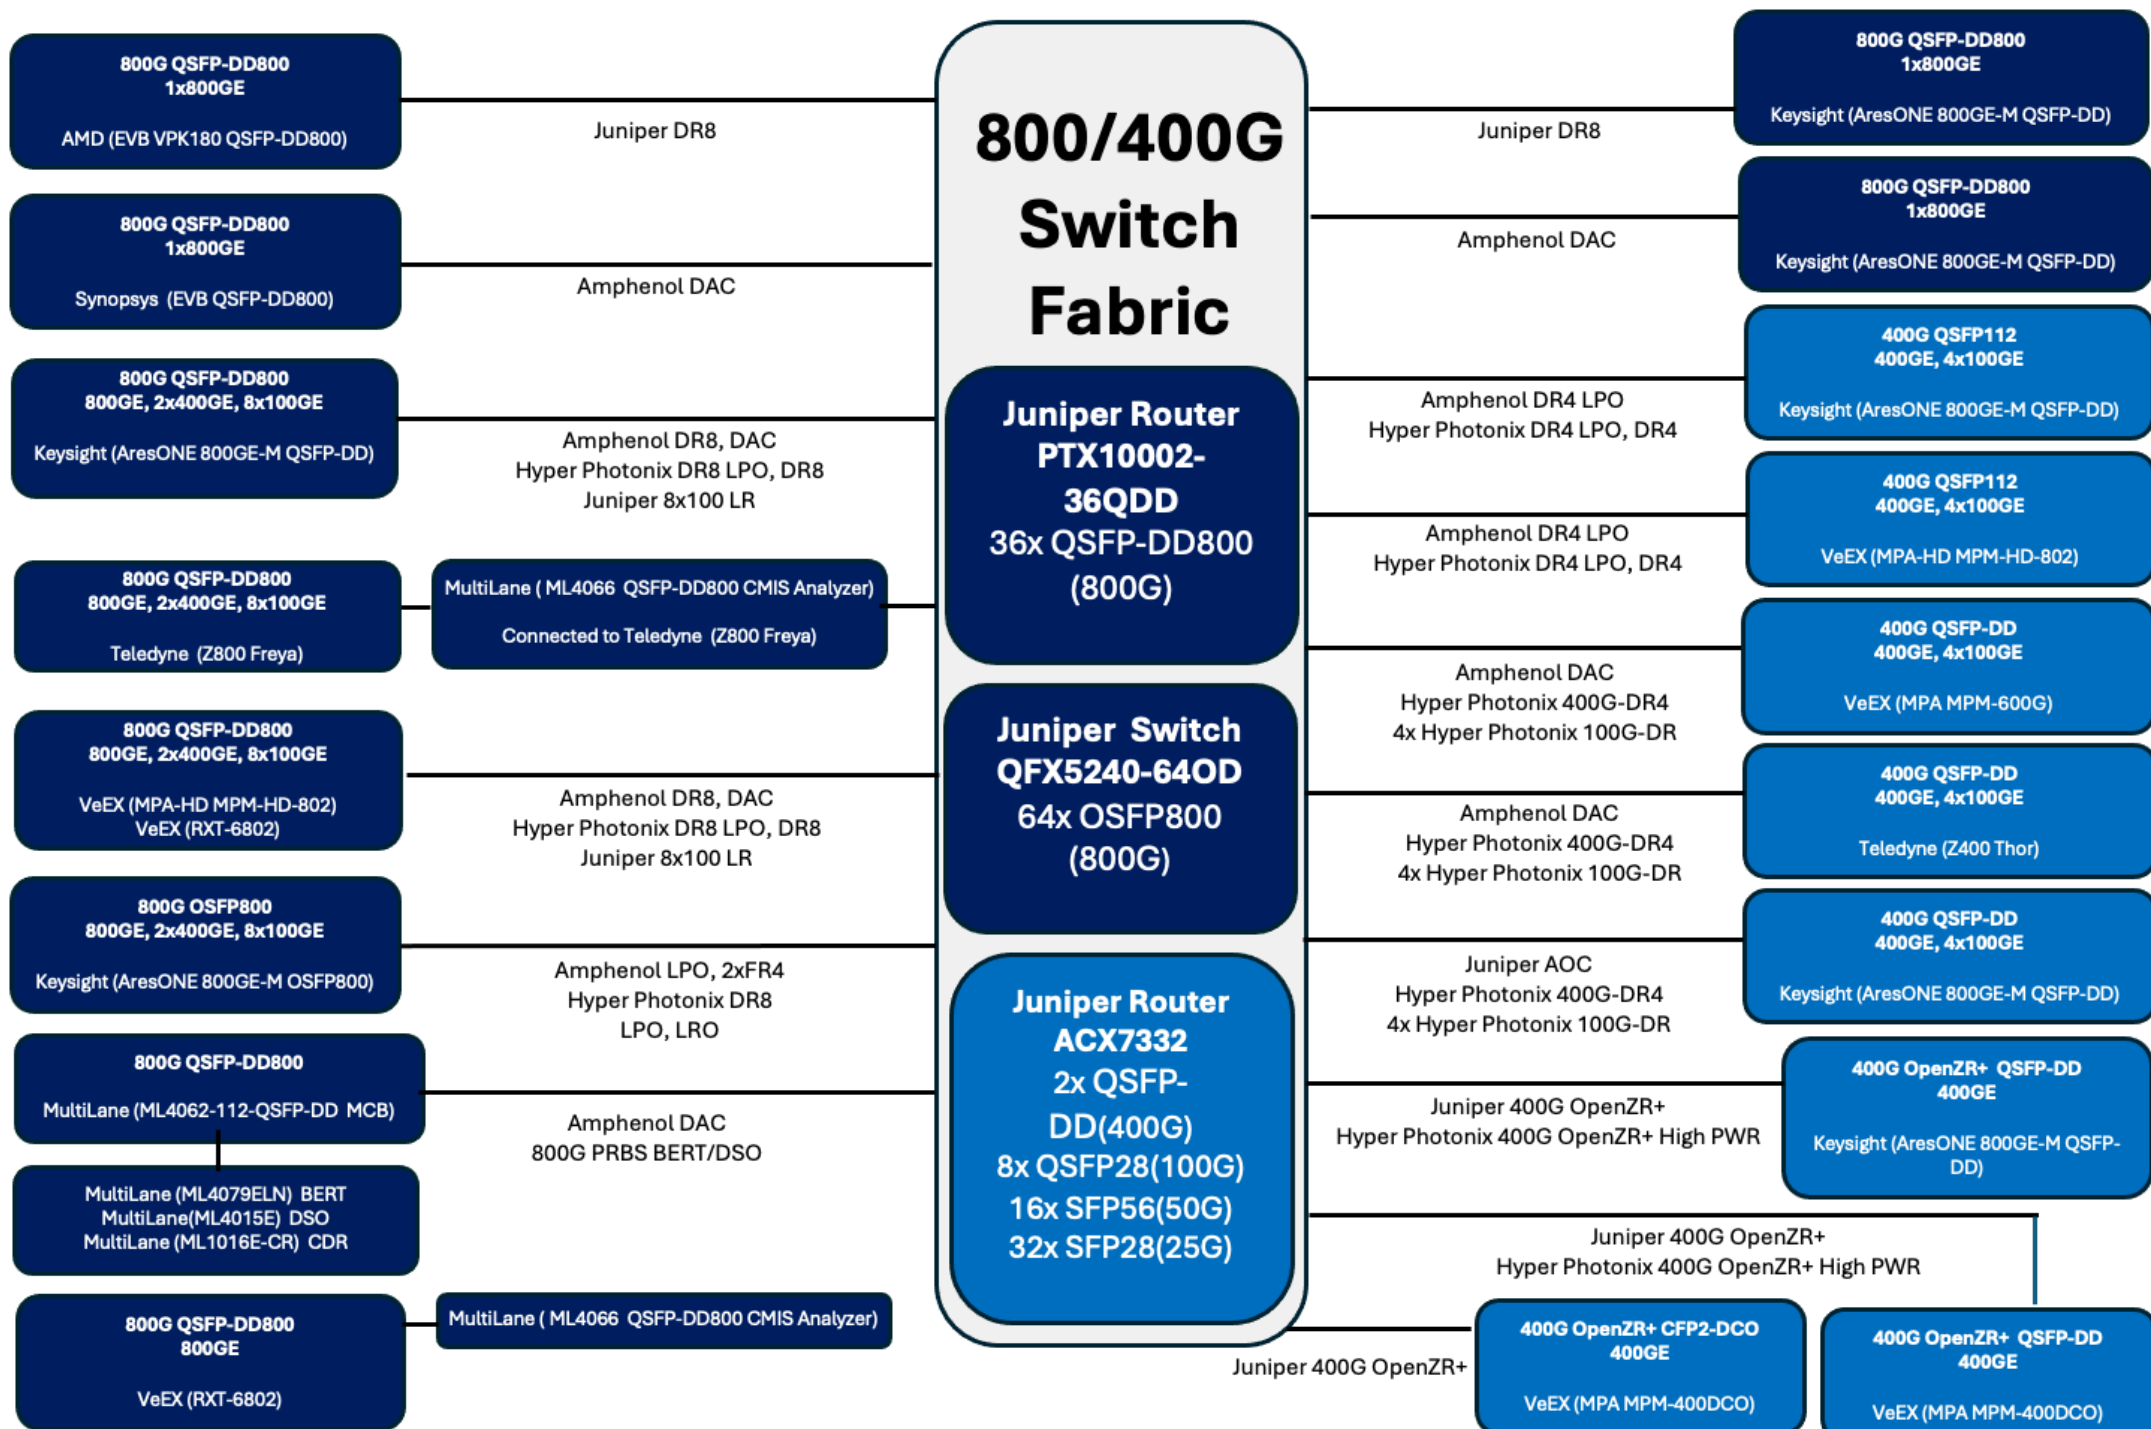 800G QSFP-DD800
1x800GE
AMD (EVB VPK180 QSFP-DD800)
Juniper DR8
800G QSFP-DD800
1x800GE
Synopsys (EVB QSFP-DD800)
Amphenol DAC
800G QSFP-DD800
800GE, 2x400GE, 8x100GE
Keysight (AresONE 800GE-M QSFP-DD)
Amphenol DR8, DAC
Hyper Photonix DR8 LPO, DR8
Juniper 8x100 LR
800G QSFP-DD800
800GE, 2x400GE, 8x100GE
Teledyne (Z800 Freya)
MultiLane ( ML4066 QSFP-DD800 CMIS Analyzer)
Connected to Teledyne (Z800 Freya)
800G QSFP-DD800
800GE, 2x400GE, 8x100GE
VeEX (MPA-HD MPM-HD-802)
VeEX (RXT-6802)
Amphenol DR8, DAC
Hyper Photonix DR8 LPO, DR8
Juniper 8x100 LR
800G OSFP800
800GE, 2x400GE, 8x100GE
Keysight (AresONE 800GE-M OSFP800)
Amphenol LPO, 2xFR4
Hyper Photonix DR8
LPO, LRO
800G QSFP-DD800
MultiLane (ML4062-112-QSFP-DD MCB)
Amphenol DAC
800G PRBS BERT/DSO
MultiLane (ML4079ELN) BERT
MultiLane(ML4015E) DSO
MultiLane (ML1016E-CR) CDR
800G QSFP-DD800
800GE
VeEX (RXT-6802)
MultiLane ( ML4066 QSFP-DD800 CMIS Analyzer)
800/400G
Switch
Fabric
Juniper Router
PTX10002-
36QDD
36x QSFP-DD800
(800G)
Juniper Switch
QFX5240-64OD
64x OSFP800
(800G)
Juniper Router
ACX7332
2x QSFP-
DD(400G)
8x QSFP28(100G)
16x SFP56(50G)
32x SFP28(25G)
800G QSFP-DD800
1x800GE
Keysight (AresONE 800GE-M QSFP-DD)
Juniper DR8
800G QSFP-DD800
1x800GE
Keysight (AresONE 800GE-M QSFP-DD)
Amphenol DAC
400G QSFP112
400GE, 4x100GE
Keysight (AresONE 800GE-M QSFP-DD)
Amphenol DR4 LPO
Hyper Photonix DR4 LPO, DR4
400G QSFP112
400GE, 4x100GE
VeEX (MPA-HD MPM-HD-802)
Amphenol DR4 LPO
Hyper Photonix DR4 LPO, DR4
400G QSFP-DD
400GE, 4x100GE
VeEX (MPA MPM-600G)
Amphenol DAC
Hyper Photonix 400G-DR4
4x Hyper Photonix 100G-DR
400G QSFP-DD
400GE, 4x100GE
Teledyne (Z400 Thor)
Amphenol DAC
Hyper Photonix 400G-DR4
4x Hyper Photonix 100G-DR
400G QSFP-DD
400GE, 4x100GE
Keysight (AresONE 800GE-M QSFP-DD)
Juniper AOC
Hyper Photonix 400G-DR4
4x Hyper Photonix 100G-DR
400G OpenZR+ QSFP-DD
400GE
Keysight (AresONE 800GE-M QSFP-
DD)
Juniper 400G OpenZR+
Hyper Photonix 400G OpenZR+ High PWR
Juniper 400G OpenZR+
Hyper Photonix 400G OpenZR+ High PWR
Juniper 400G OpenZR+
400G OpenZR+ CFP2-DCO
400GE
VeEX (MPA MPM-400DCO)
400G OpenZR+ QSFP-DD
400GE
VeEX (MPA MPM-400DCO)